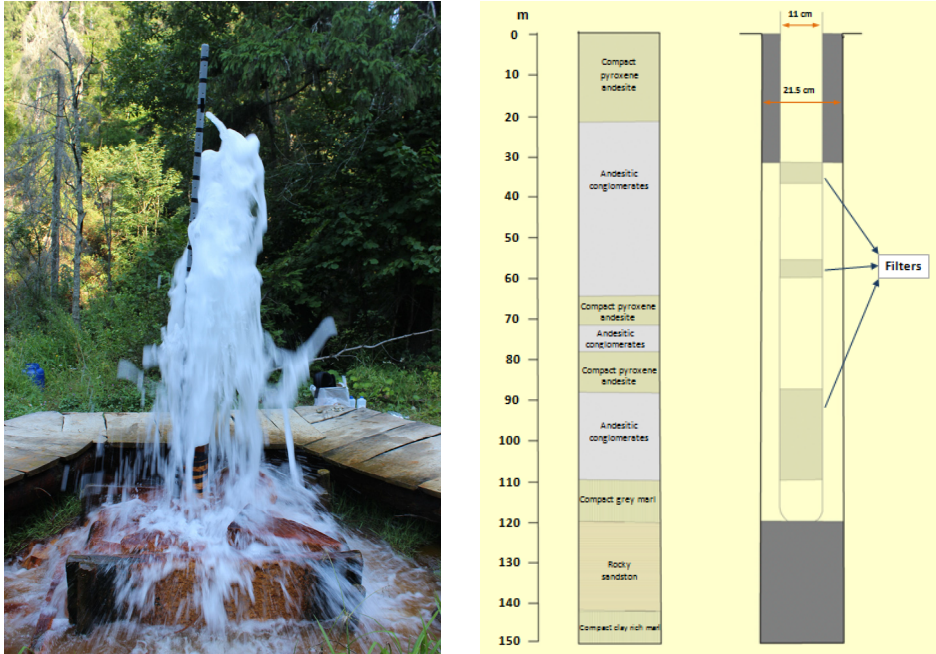 m
11 cm
0
10
20
30
40
50
60
70
80
90
100
110
120
130
140
150
Compact
pyroxene
andesite
Andesitic
conglomerates
Compact pyroxene
andesite
Andesitic
conglomerates
Compact pyroxene
andesite
Andesitic
conglomerates
Compact grey marl
Rocky
sandston
Compact clay rich marl
21.5 cm
Filters